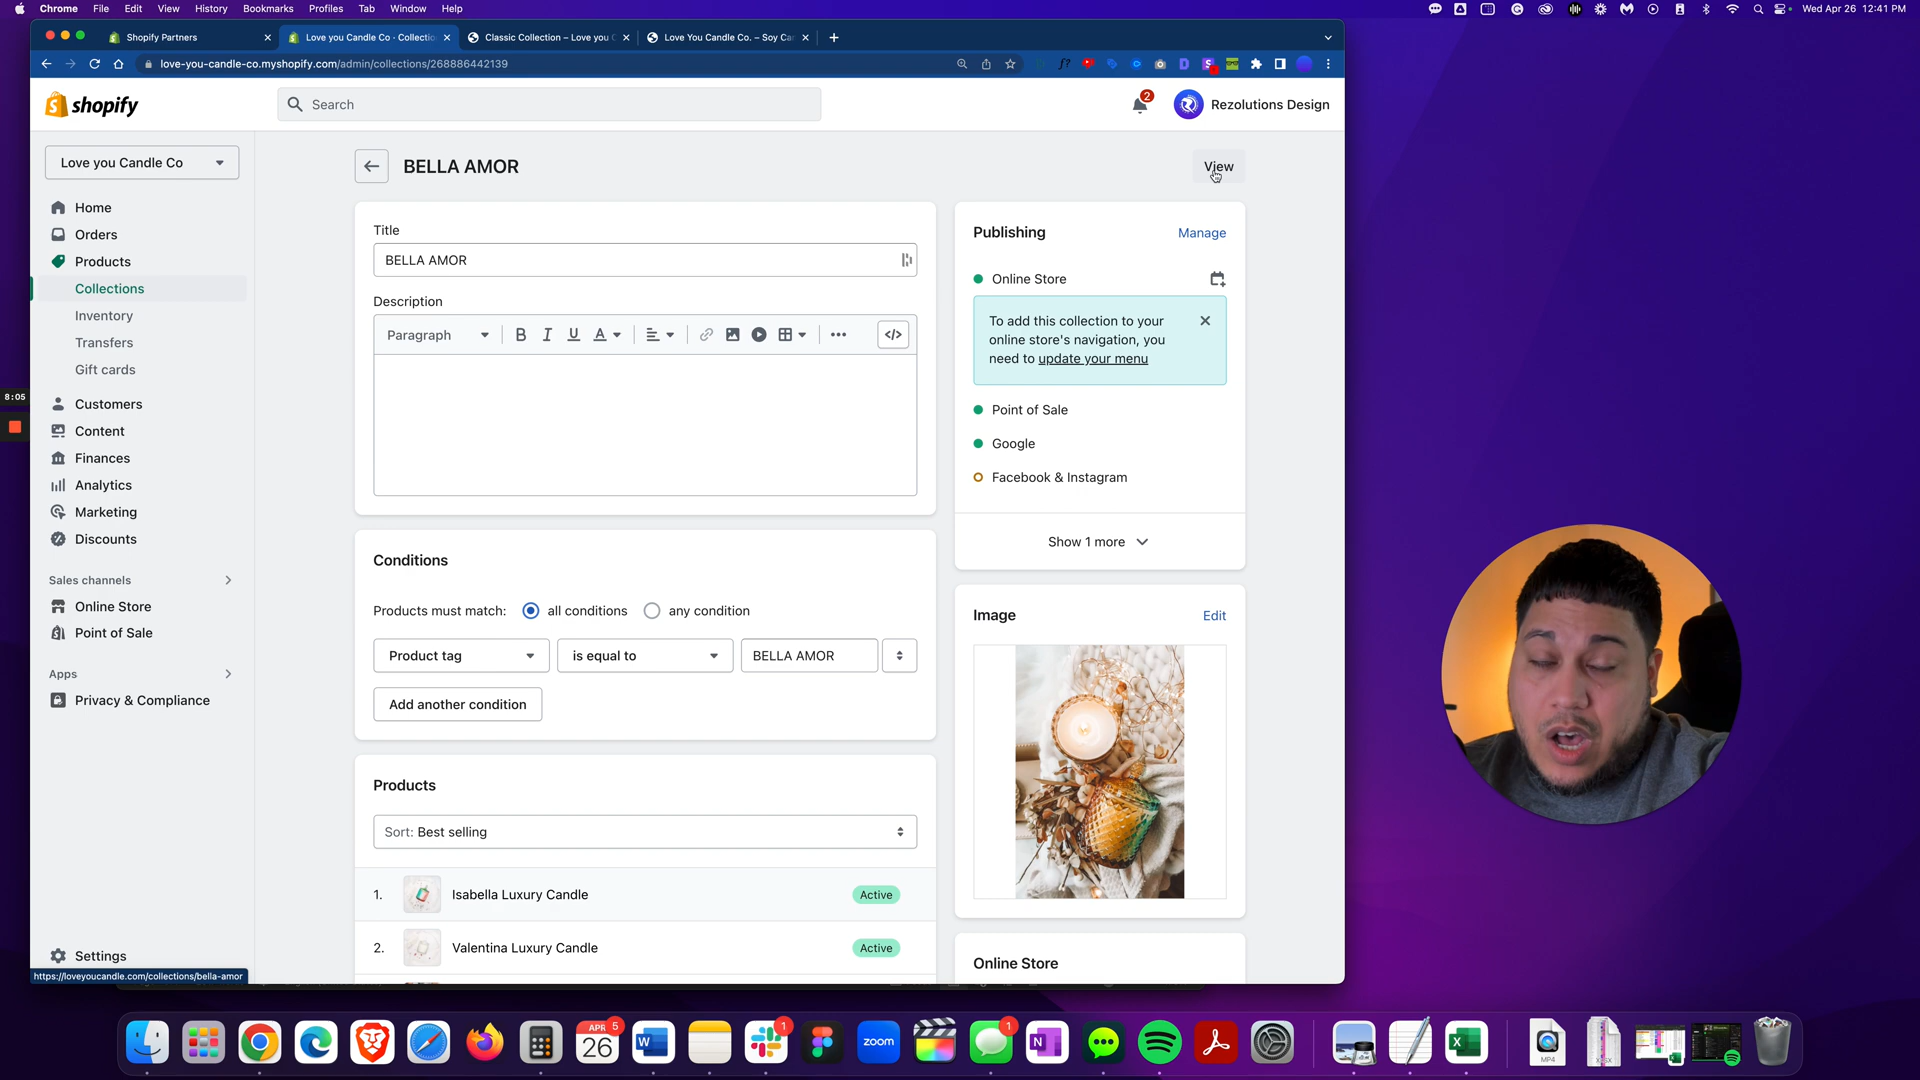 Chrome File Edit View History Bookmarks Profiles Tab Window Help
Wed Apr 26 12:41 PM
Shopify Partners
Love you Candle Co · Collectio
Classic Collection – Love you C
Love You Candle Co. – Soy Can
love-you-candle-co.myshopify.com/admin/collections/268886442139
shopify
Search
2
Rezolutions Design
Love you Candle Co
BELLA AMOR
View
Home
Orders
Products
Collections
Inventory
Transfers
Gift cards
Customers
Content
Finances
Analytics
Marketing
Discounts
Sales channels
Online Store
Point of Sale
Apps
Privacy & Compliance
Settings
https://loveyoucandle.com/collections/bella-amor
8:05
Title
BELLA AMOR
Description
Paragraph
B I U A
Conditions
Products must match: all conditions any condition
Product tag is equal to BELLA AMOR
Add another condition
Products
Sort: Best selling
1. Isabella Luxury Candle Active
2. Valentina Luxury Candle Active
Publishing Manage
Online Store
To add this collection to your
online store's navigation, you
need to update your menu
Point of Sale
Google
Facebook & Instagram
Show 1 more
Image Edit
Online Store
APR
5
26
1
zoom
1
MP4